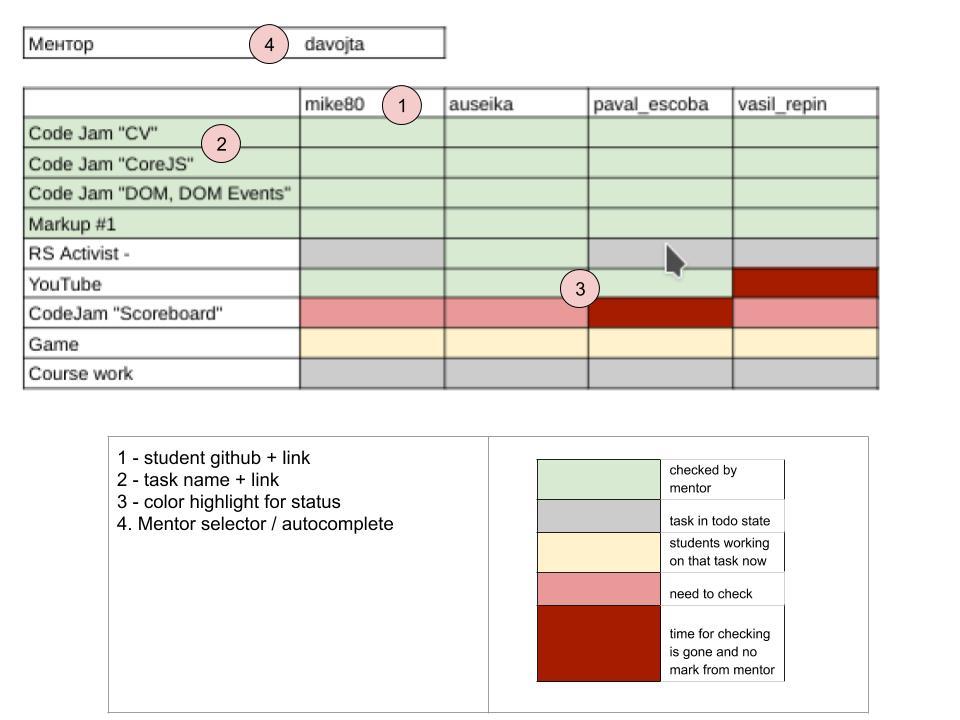 Ментор 4 davojta
mike80 1 auseika paval_escoba vasil_repin
Code Jam "CV"
2
Code Jam "CoreJS"
Code Jam "DOM, DOM Events"
Markup #1
RS Activist -
YouTube 3
CodeJam "Scoreboard"
Game
Course work
1 - student github + link
2 - task name + link
3 - color highlight for status
4. Mentor selector / autocomplete
checked by
mentor
task in todo state
students working
on that task now
need to check
time for checking
is gone and no
mark from mentor